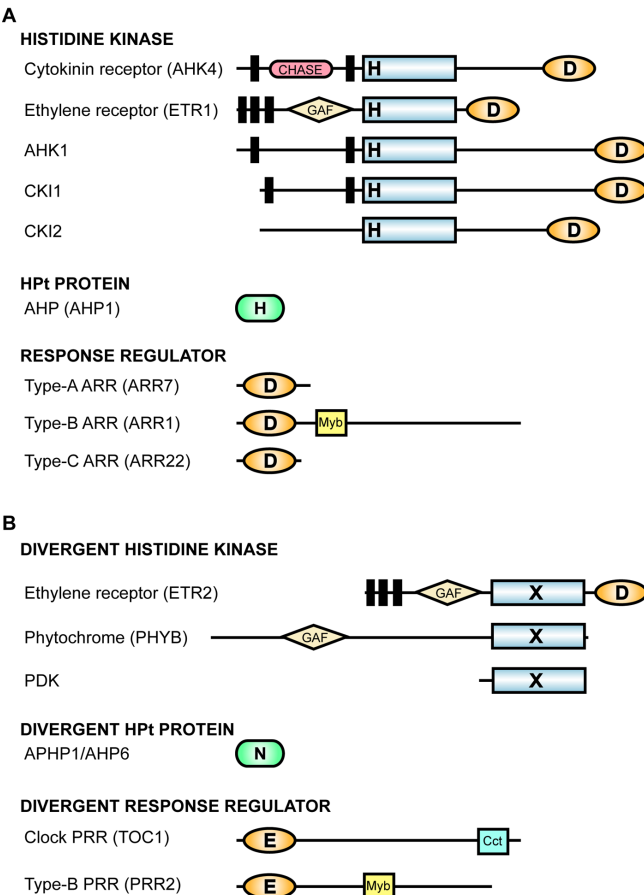 A
HISTIDINE KINASE
Cytokinin receptor (AHK4) CHASE H D
Ethylene receptor (ETR1) GAF H D
AHK1 H D
CKI1 H D
CKI2 H D
HPt PROTEIN
AHP (AHP1) H
RESPONSE REGULATOR
Type-A ARR (ARR7) D
Type-B ARR (ARR1) D Myb
Type-C ARR (ARR22) D
B
DIVERGENT HISTIDINE KINASE
Ethylene receptor (ETR2) GAF X D
Phytochrome (PHYB) GAF X
PDK X
DIVERGENT HPt PROTEIN
APHP1/AHP6 N
DIVERGENT RESPONSE REGULATOR
Clock PRR (TOC1) E Cct
Type-B PRR (PRR2) E Myb